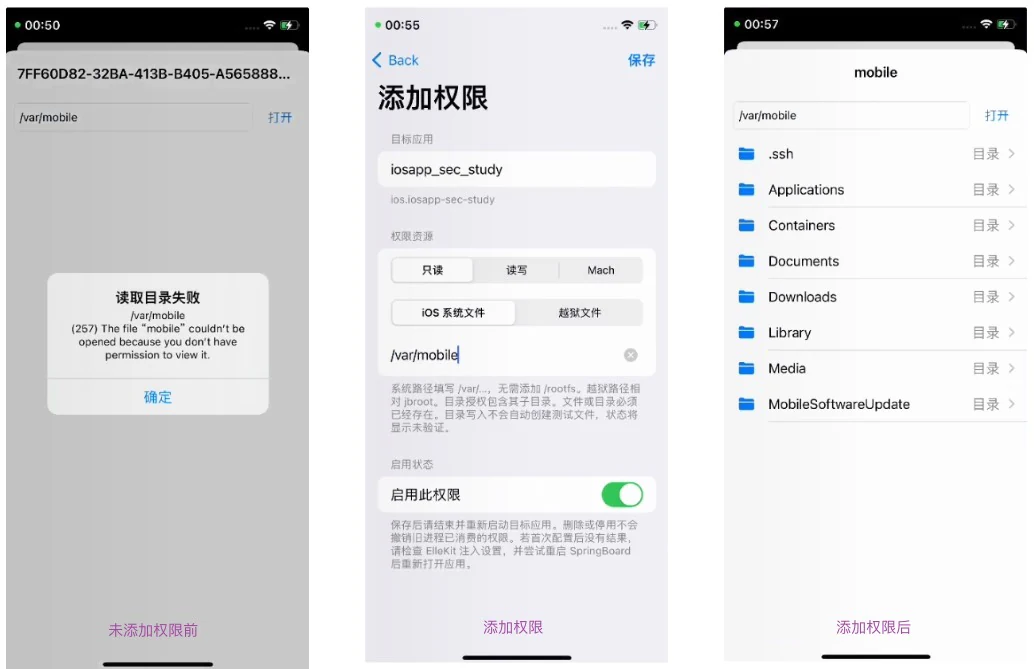 00:50
7FF60D82-32BA-413B-B405-A565888...
/var/mobile
打开
读取目录失败
/var/mobile
(257) The file “mobile” couldn’t be
opened because you don’t have
permission to view it.
确定
未添加权限前
00:55
Back
保存
添加权限
目标应用
iosapp_sec_study
ios.iosapp-sec-study
权限资源
只读
读写
Mach
iOS 系统文件
越狱文件
/var/mobile
系统路径填写 /var/...，无需添加 /rootfs。越狱路径相
对 jbroot。目录授权包含其子目录。文件或目录必须
已经存在。目录写入不会自动创建测试文件，状态将
显示未验证。
启用状态
启用此权限
保存后请结束并重新启动目标应用。删除或停用不会
撤销旧进程已消费的权限。若首次配置后没有结果，
请检查 ElleKit 注入设置，并尝试重启 SpringBoard
后重新打开应用。
添加权限
00:57
mobile
/var/mobile
打开
.ssh 目录
Applications 目录
Containers 目录
Documents 目录
Downloads 目录
Library 目录
Media 目录
MobileSoftwareUpdate 目录
添加权限后